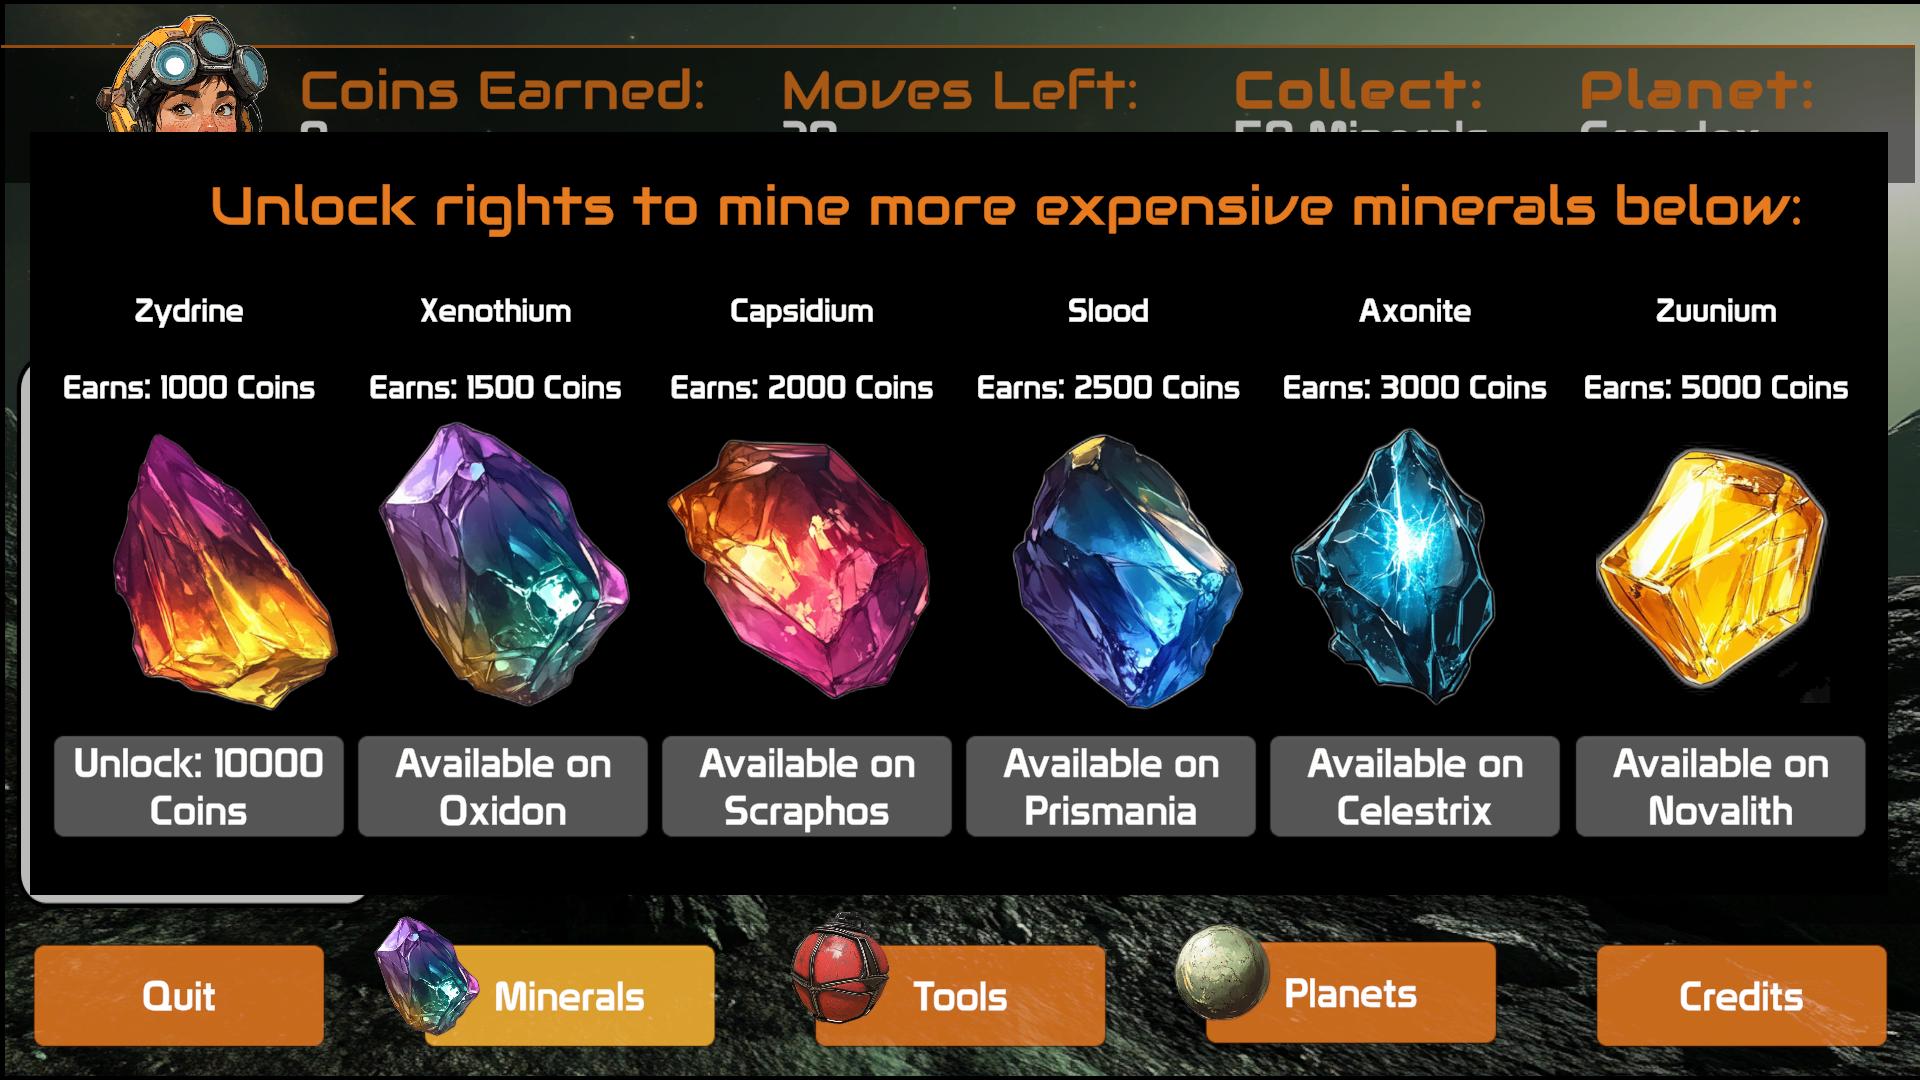 Coins Earned: Moves Left: Collect: Planet:
Unlock rights to mine more expensive minerals below:
Zydrine Xenothium Capsidium Slood Axonite Zuunium
Earns: 1000 Coins Earns: 1500 Coins Earns: 2000 Coins Earns: 2500 Coins Earns: 3000 Coins Earns: 5000 Coins
Unlock: 10000 Coins
Available on Oxidon
Available on Scraphos
Available on Prismania
Available on Celestrix
Available on Novalith
Quit Minerals Tools Planets Credits